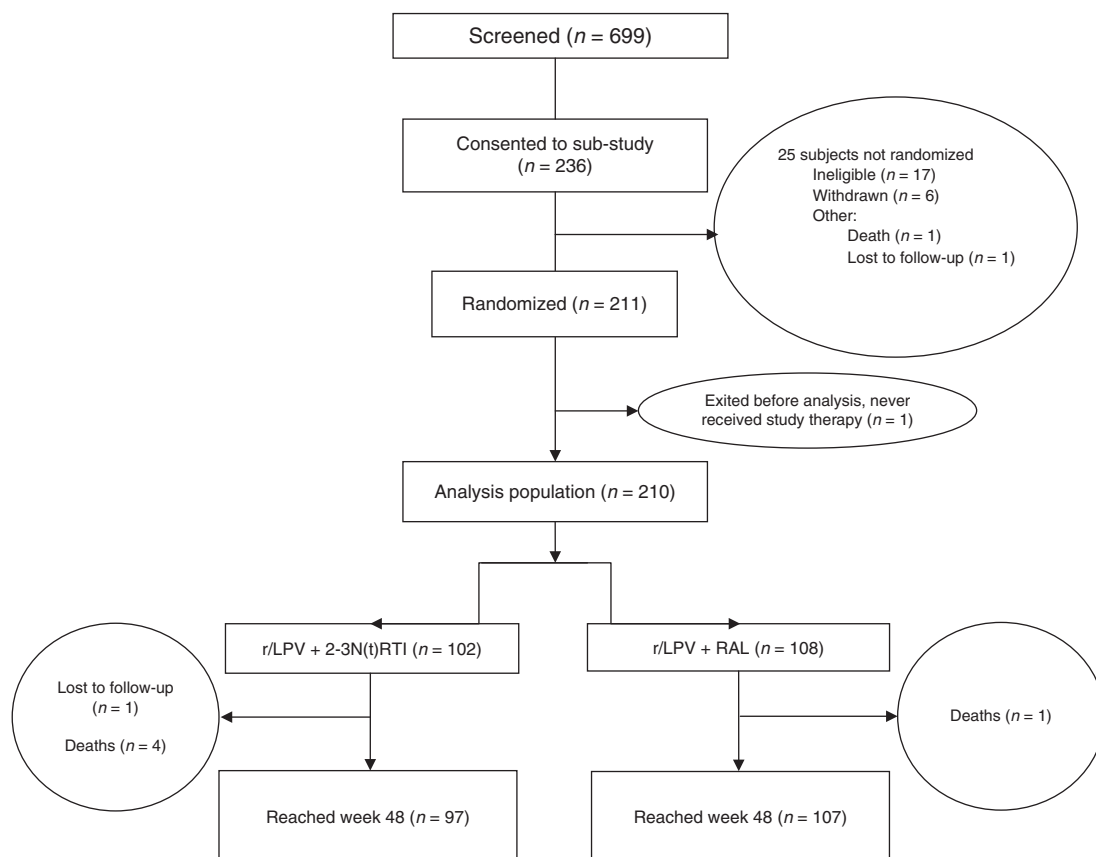 Screened (n = 699)
Consented to sub-study
(n = 236)
25 subjects not randomized
Ineligible (n = 17)
Withdrawn (n = 6)
Other:
Death (n = 1)
Lost to follow-up (n = 1)
Randomized (n = 211)
Exited before analysis, never
received study therapy (n = 1)
Analysis population (n = 210)
r/LPV + 2-3N(t)RTI (n = 102)
r/LPV + RAL (n = 108)
Lost to follow-up
(n = 1)
Deaths (n = 4)
Deaths (n = 1)
Reached week 48 (n = 97)
Reached week 48 (n = 107)